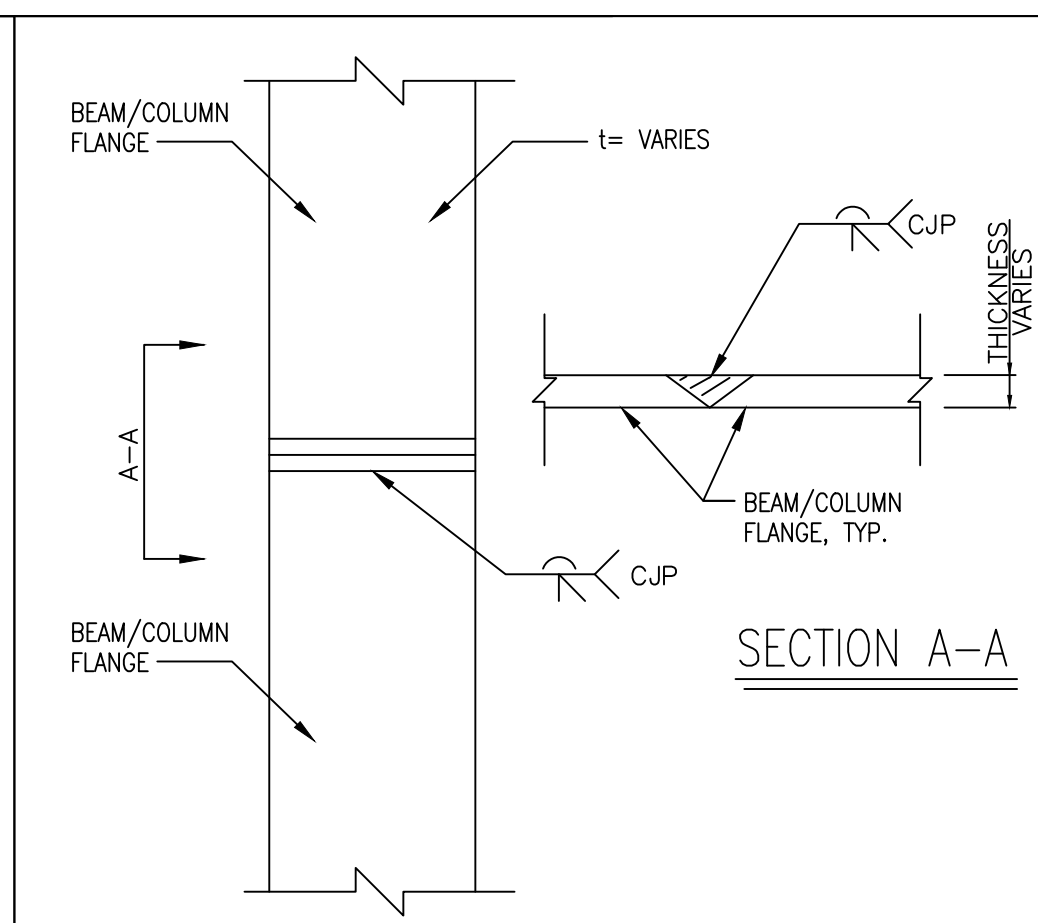 BEAM/COLUMN
FLANGE
t= VARIES
CJP
THICKNESS
VARIES
A-A
BEAM/COLUMN
FLANGE, TYP.
CJP
BEAM/COLUMN
FLANGE
SECTION A-A